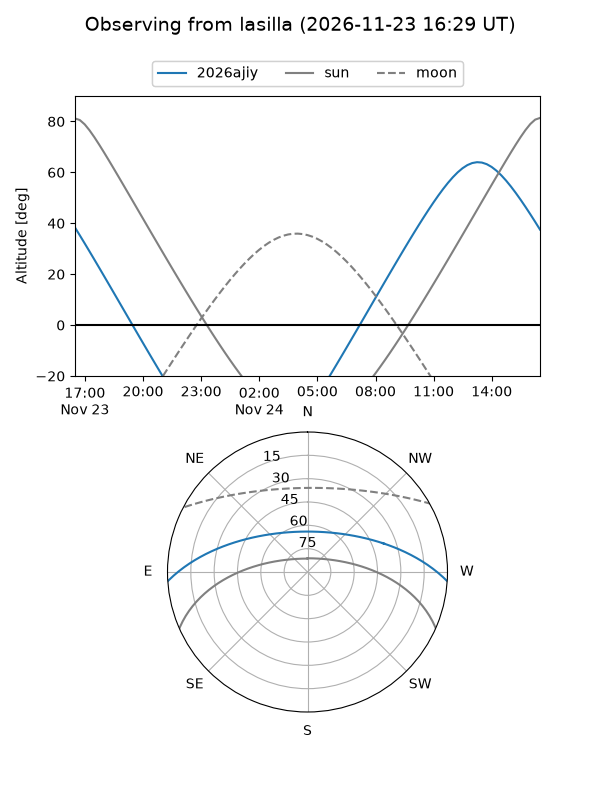 Observing from lasilla (2026-11-23 16:29 UT)
2026ajiy sun moon
Altitude [deg]
80
60
40
20
0
−20
17:00 20:00 23:00 02:00 05:00 08:00 11:00 14:00
Nov 23 Nov 24
N
NE NW
15
30
45
60
75
E W
SE SW
S